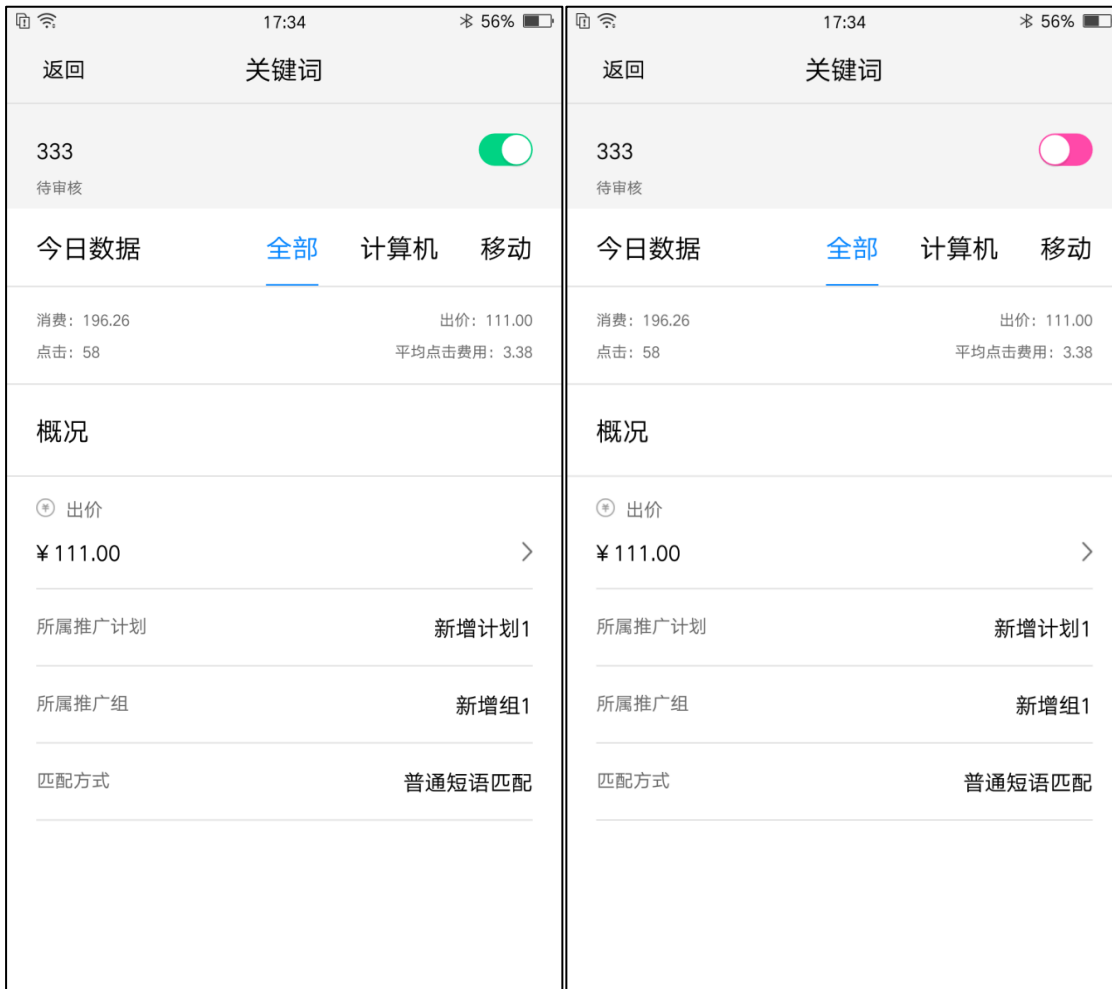 17:34
56%
返回
关键词
333
待审核
今日数据 全部 计算机 移动
消费：196.26 出价：111.00
点击：58 平均点击费用：3.38
概况
出价
¥111.00
所属推广计划 新增计划1
所属推广组 新增组1
匹配方式 普通短语匹配
17:34
56%
返回
关键词
333
待审核
今日数据 全部 计算机 移动
消费：196.26 出价：111.00
点击：58 平均点击费用：3.38
概况
出价
¥111.00
所属推广计划 新增计划1
所属推广组 新增组1
匹配方式 普通短语匹配